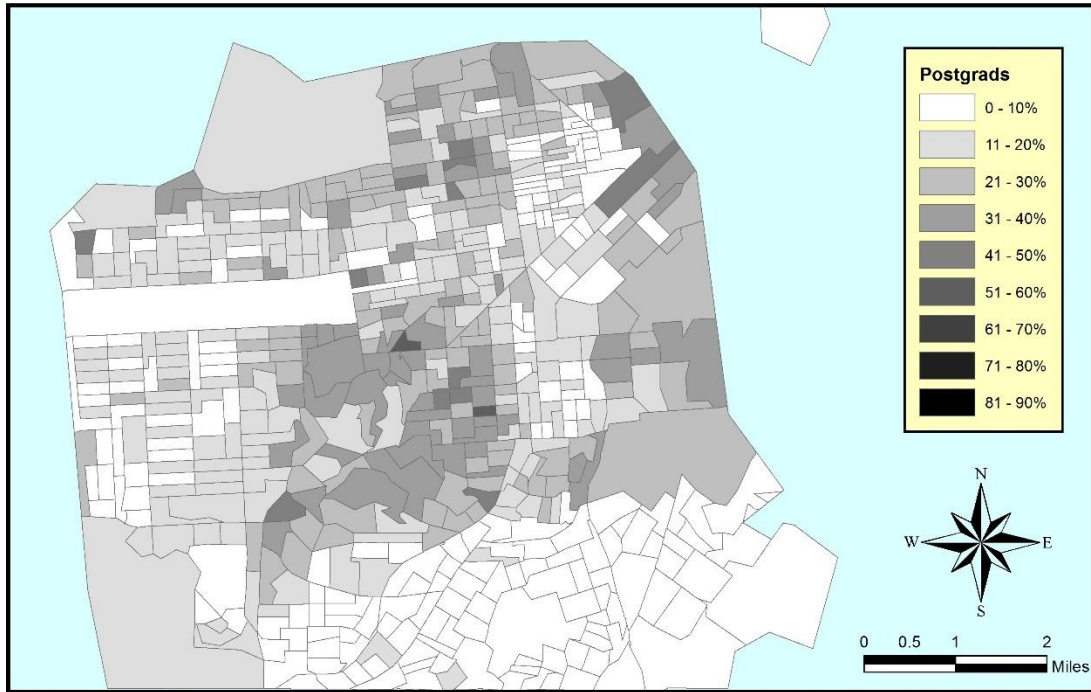 Postgrads
0 - 10%
11 - 20%
21 - 30%
31 - 40%
41 - 50%
51 - 60%
61 - 70%
71 - 80%
81 - 90%
N
W E
S
0 0.5 1 2
Miles